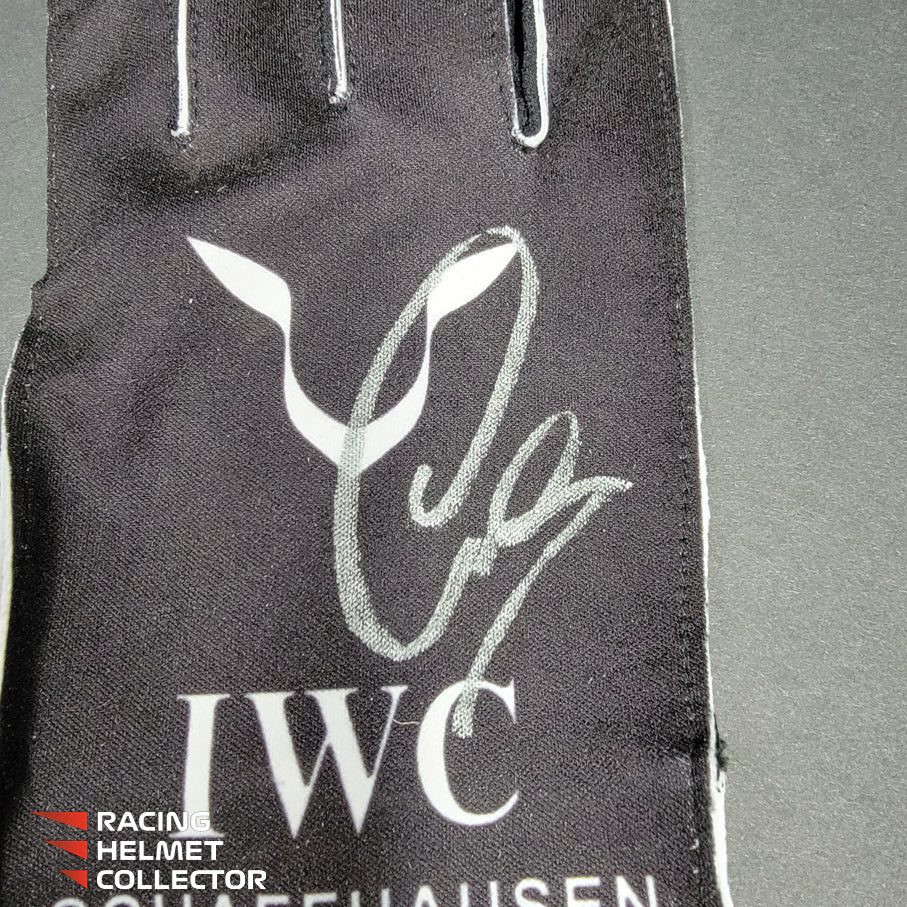 IWC
RACING
HELMET
COLLECTOR
SCHAFFHAUSEN